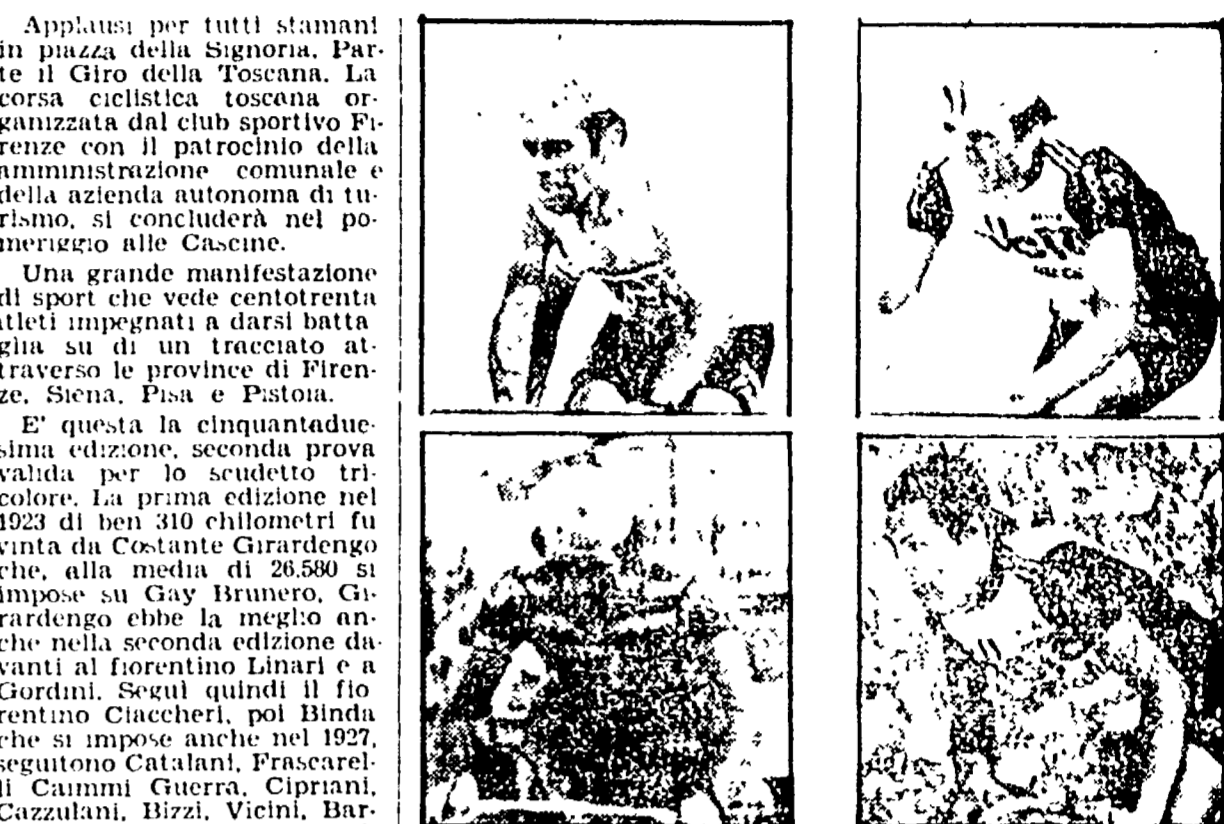 Applausi per tutti stamani
in piazza della Signoria. Par-
te il Giro della Toscana. La
corsa ciclistica toscana or-
ganizzata dal club sportivo Fi-
renze con il patrocinio della
amministrazione comunale e
della azienda autonoma di tu-
rismo, si concluderà nel po-
meriggio alle Cascine.
Una grande manifestazione
di sport che vede centotrenta
atleti impegnati a darsi batta
glia su di un tracciato at-
traverso le province di Firen-
ze, Siena, Pisa e Pistoia.
E' questa la cinquantadue-
sima edizione, seconda prova
valida per lo scudetto tri-
colore. La prima edizione nel
1923 di ben 310 chilometri fu
vinta da Costante Girardengo
che, alla media di 26.580 si
impose su Gay Brunero. Gi-
rardengo ebbe la meglio an-
che nella seconda edizione da-
vanti al fiorentino Linari e a
Gordini. Seguì quindi il fio
rentino Ciaccheri, poi Binda
che si impose anche nel 1927,
seguitono Catalani, Frascarel-
li Caimmi Guerra, Cipriani,
Cazzulani, Bizzi, Vicini, Bar-